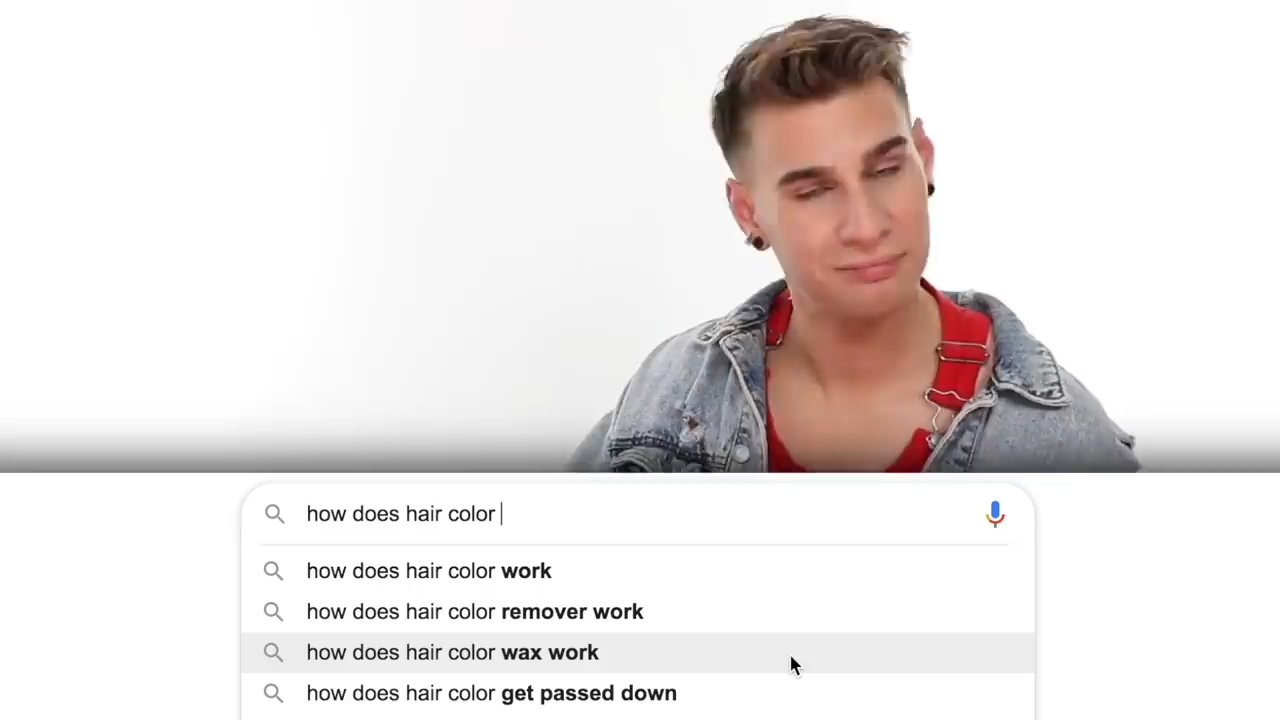 how does hair color
how does hair color work
how does hair color remover work
how does hair color wax work
how does hair color get passed down